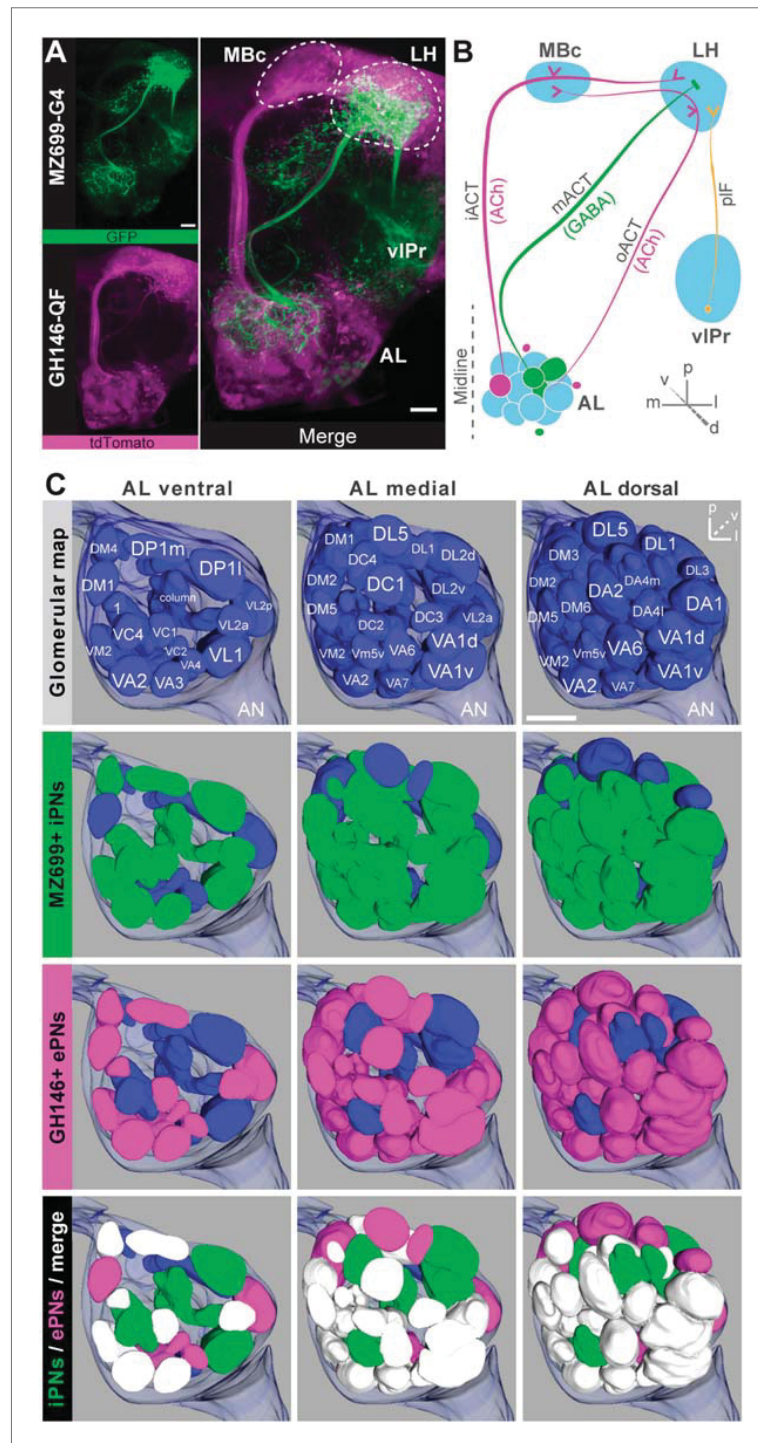 A
MZ699-G4
GFP
GH146-QF
tdTomato
MBc
LH
vlPr
AL
Merge
B
MBc
LH
iACT
(ACh)
mACT
(GABA)
oACT
(ACh)
plF
vlPr
AL
Midline
p
v
m
l
d
C
AL ventral
AL medial
AL dorsal
Glomerular map
DM4
DP1m
DP1l
DM1
column
VL2p
1
VL2a
VC4
VC1
VM2
VC2
VA4
VL1
VA2
VA3
AN
DM1
DL5
DL1
DL2d
DC4
DM2
DC1
DL2v
DM5
DC2
DC3
VL2a
VM2
Vm5v
VA6
VA1d
VA2
VA7
VA1v
AN
DL5
DL1
p
v
l
DM3
DL3
DM2
DA2
DA4m
DM5
DM6
DA4l
DA1
VM2
Vm5v
VA6
VA1d
VA2
VA7
VA1v
AN
MZ699+ iPNs
GH146+ ePNs
iPNs / ePNs / merge